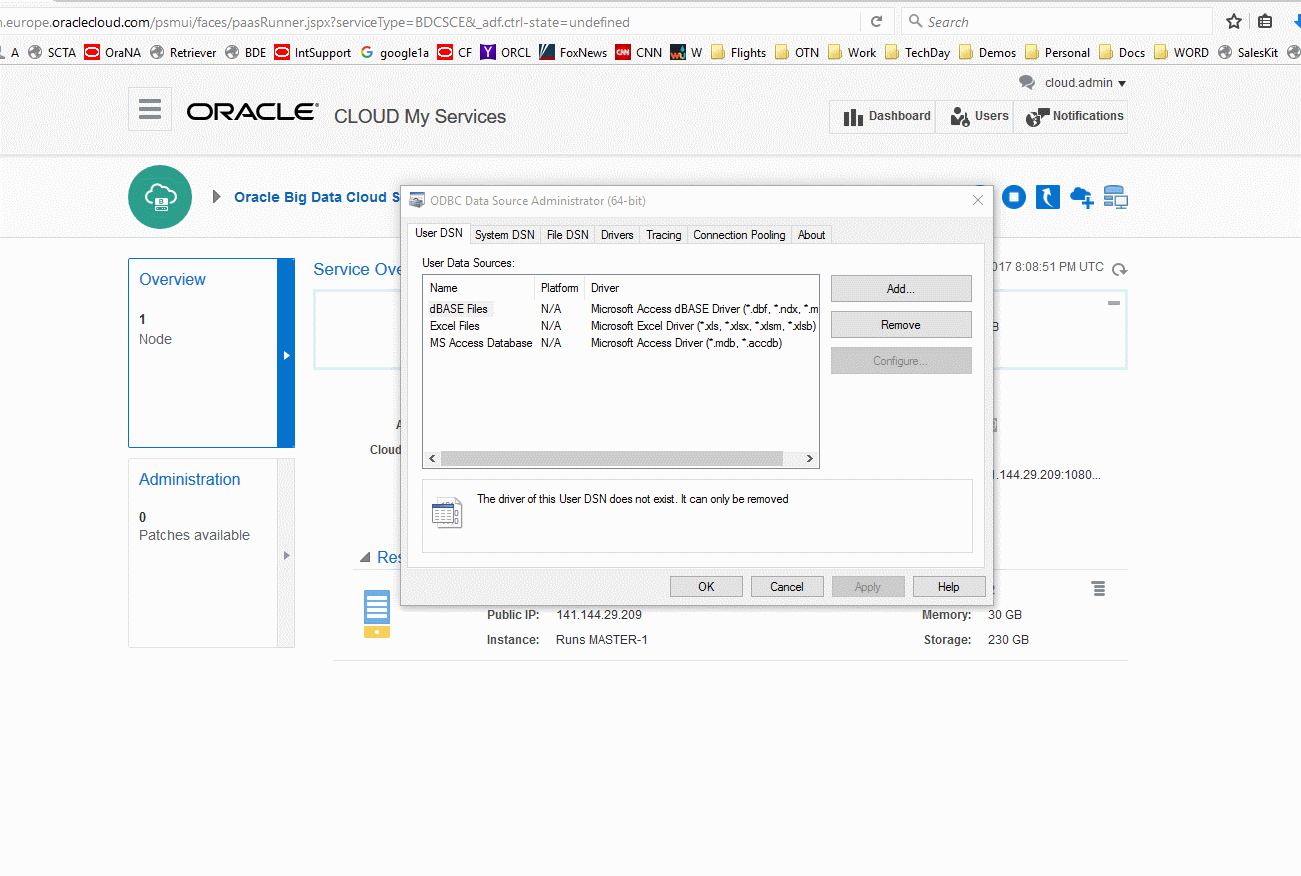 n.europe.oraclecloud.com/psmui/faces/paasRunner.jspx?serviceType=BDCSCE&_adf.ctrl-state=undefined
Search
A SCTA OraNA Retriever BDE IntSupport google1a CF ORCL FoxNews CNN W Flights OTN Work TechDay Demos Personal Docs WORD SalesKit
cloud.admin
ORACLE CLOUD My Services
Dashboard Users Notifications
Oracle Big Data Cloud S
ODBC Data Source Administrator (64-bit)
User DSN System DSN File DSN Drivers Tracing Connection Pooling About
User Data Sources:
Name Platform Driver
dBASE Files N/A Microsoft Access dBASE Driver (*.dbf, *.ndx, *.m
Excel Files N/A Microsoft Excel Driver (*.xls, *.xlsx, *.xlsm, *.xlsb)
MS Access Database N/A Microsoft Access Driver (*.mdb, *.accdb)
Add...
Remove
Configure...
The driver of this User DSN does not exist. It can only be removed
OK Cancel Apply Help
Overview
1
Node
Administration
0
Patches available
Service Ove
017 8:08:51 PM UTC
B
Cloud
1.144.29.209:1080...
Res
Public IP: 141.144.29.209
Memory: 30 GB
Instance: Runs MASTER-1
Storage: 230 GB